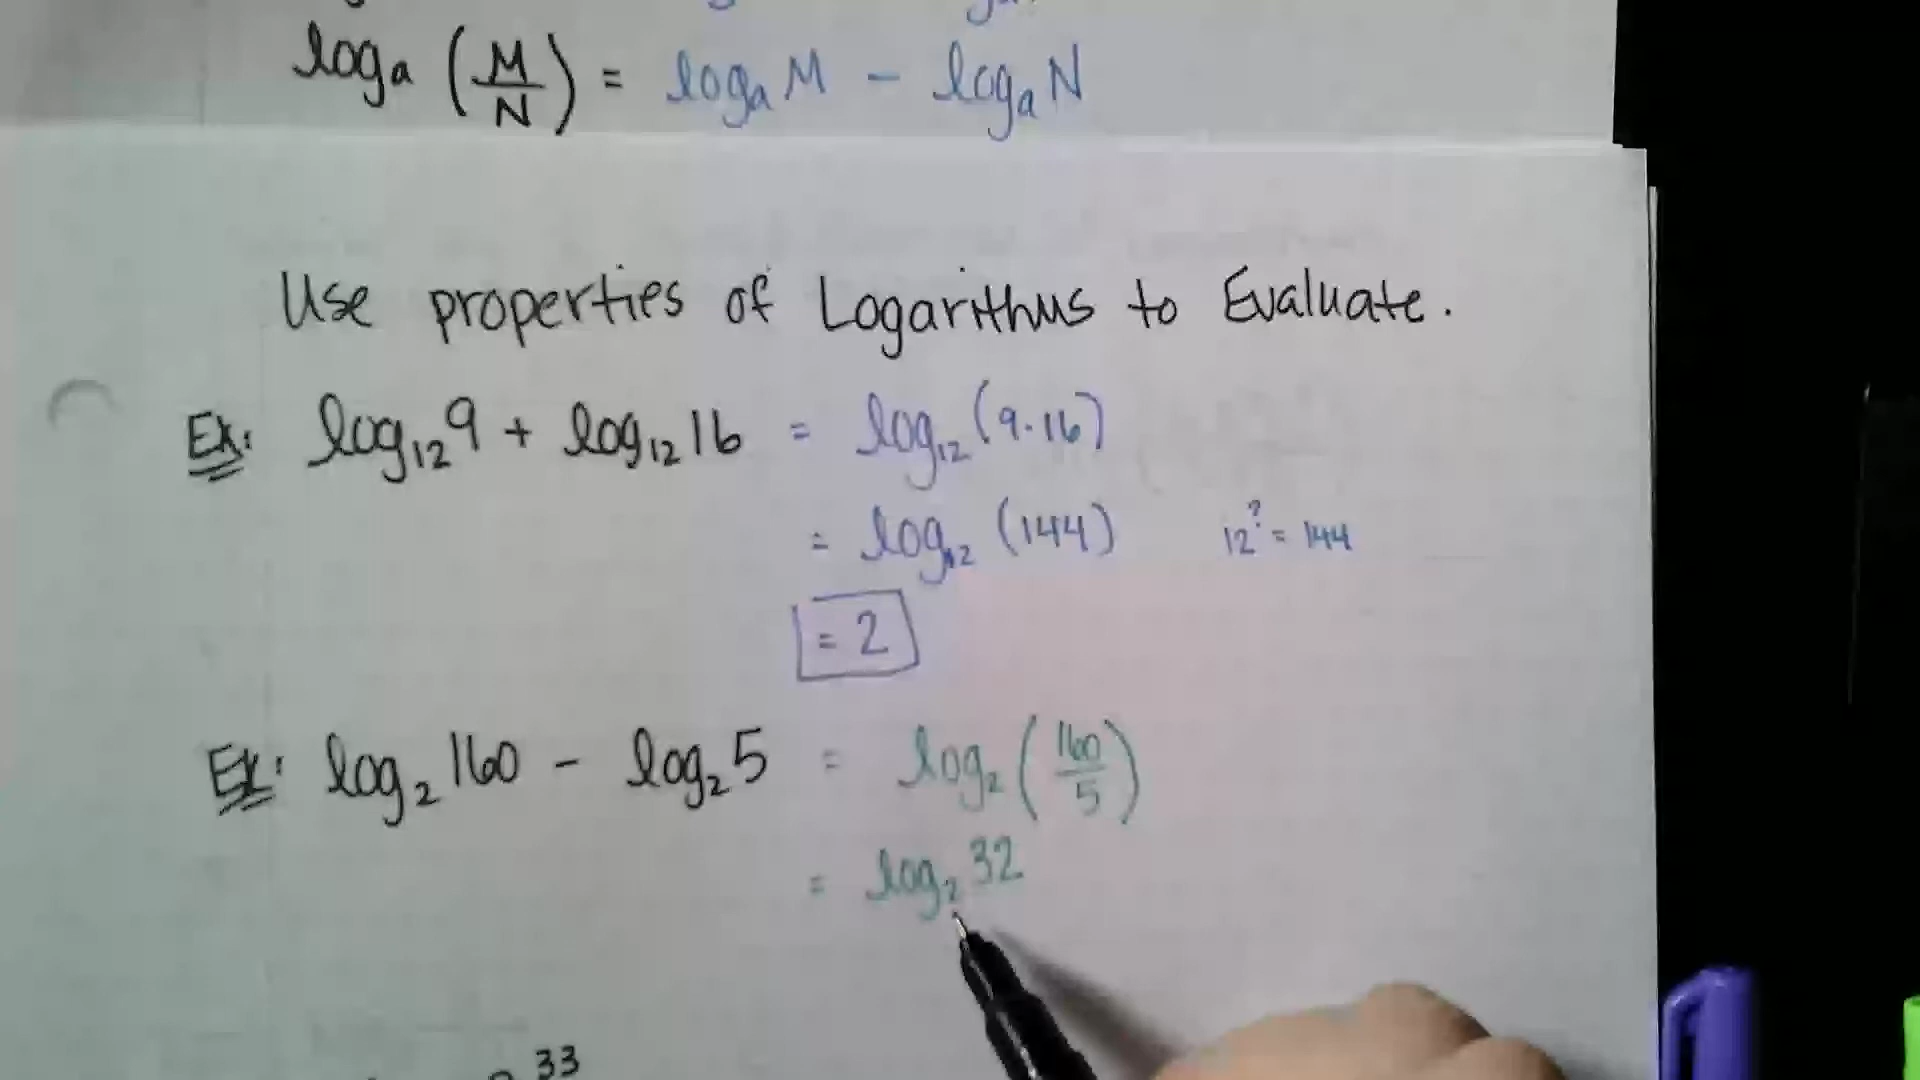 logₐ (M/N) = logₐ M - logₐ N
Use properties of Logarithms to Evaluate.
Ex: log₁₂ 9 + log₁₂ 16 = log₁₂ (9·16)
= log₁₂ (144) 12^? = 144
= 2
Ex: log₂ 160 - log₂ 5 = log₂ (160/5)
= log₂ 32
33